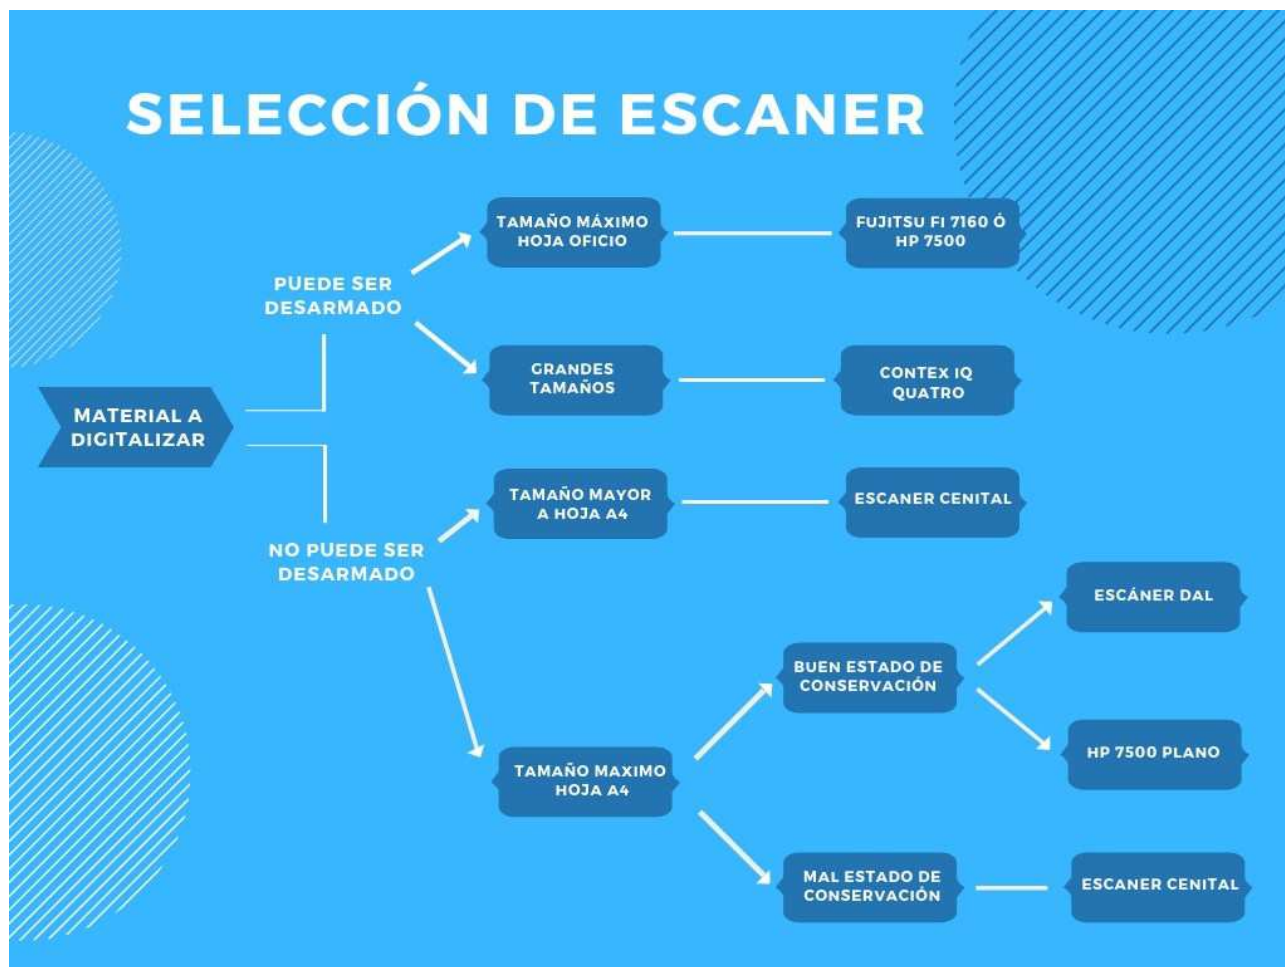 SELECCIÓN DE ESCANER
MATERIAL A
DIGITALIZAR
PUEDE SER
DESARMADO
TAMAÑO MÁXIMO
HOJA OFICIO
FUJITSU FI 7160 Ó
HP 7500
GRANDES
TAMAÑOS
CONTEX IQ
QUATRO
NO PUEDE SER
DESARMADO
TAMAÑO MAYOR
A HOJA A4
ESCANER CENITAL
TAMAÑO MAXIMO
HOJA A4
BUEN ESTADO DE
CONSERVACIÓN
ESCÁNER DAL
HP 7500 PLANO
MAL ESTADO DE
CONSERVACIÓN
ESCANER CENITAL